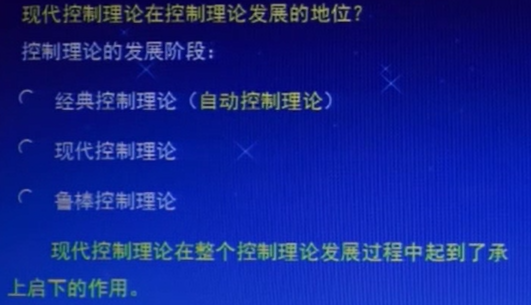 现代控制理论在控制理论发展的地位？
控制理论的发展阶段：
经典控制理论（自动控制理论）
现代控制理论
鲁棒控制理论
现代控制理论在整个控制理论发展过程中起到了承
上启下的作用。